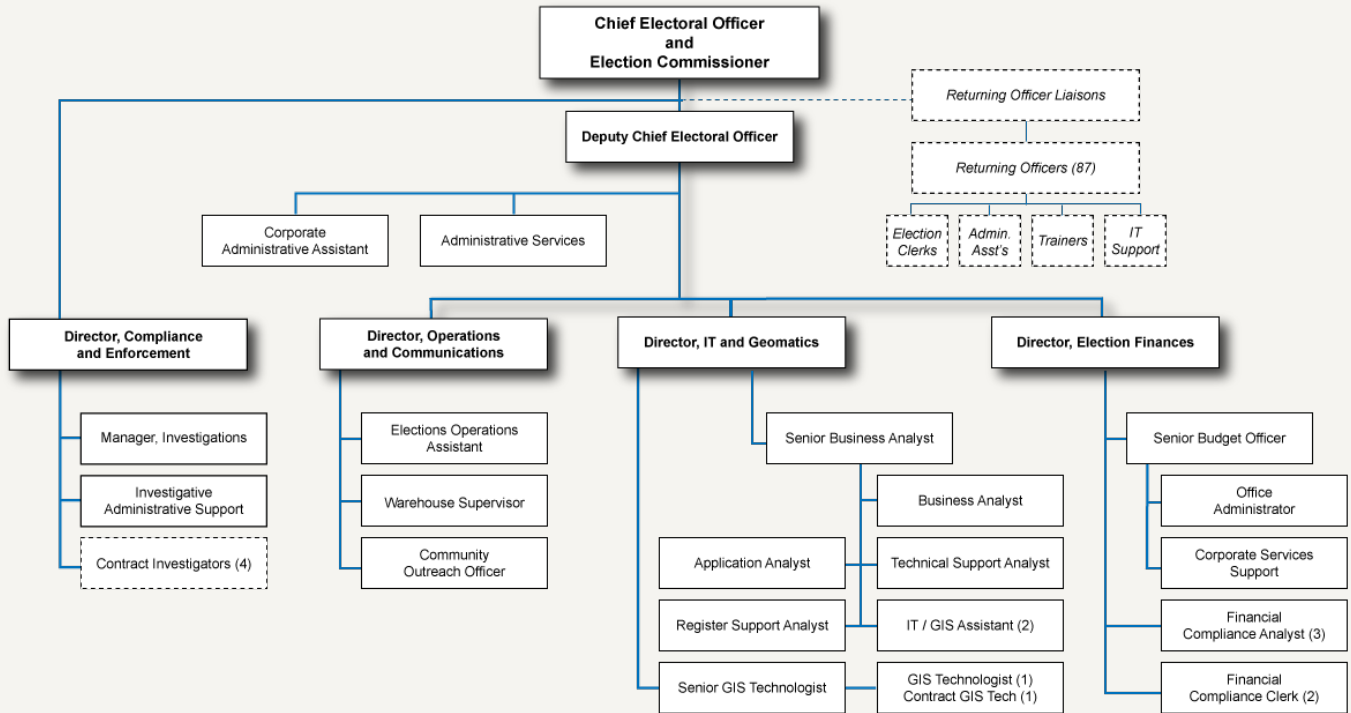 Chief Electoral Officer
and
Election Commissioner
Returning Officer Liaisons
Deputy Chief Electoral Officer
Returning Officers (87)
Corporate
Administrative Assistant
Administrative Services
Election
Clerks
Admin.
Asst's
Trainers
IT
Support
Director, Compliance
and Enforcement
Director, Operations
and Communications
Director, IT and Geomatics
Director, Election Finances
Manager, Investigations
Investigative
Administrative Support
Contract Investigators (4)
Elections Operations
Assistant
Warehouse Supervisor
Community
Outreach Officer
Senior Business Analyst
Business Analyst
Application Analyst
Technical Support Analyst
Register Support Analyst
IT / GIS Assistant (2)
Senior GIS Technologist
GIS Technologist (1)
Contract GIS Tech (1)
Senior Budget Officer
Office
Administrator
Corporate Services
Support
Financial
Compliance Analyst (3)
Financial
Compliance Clerk (2)